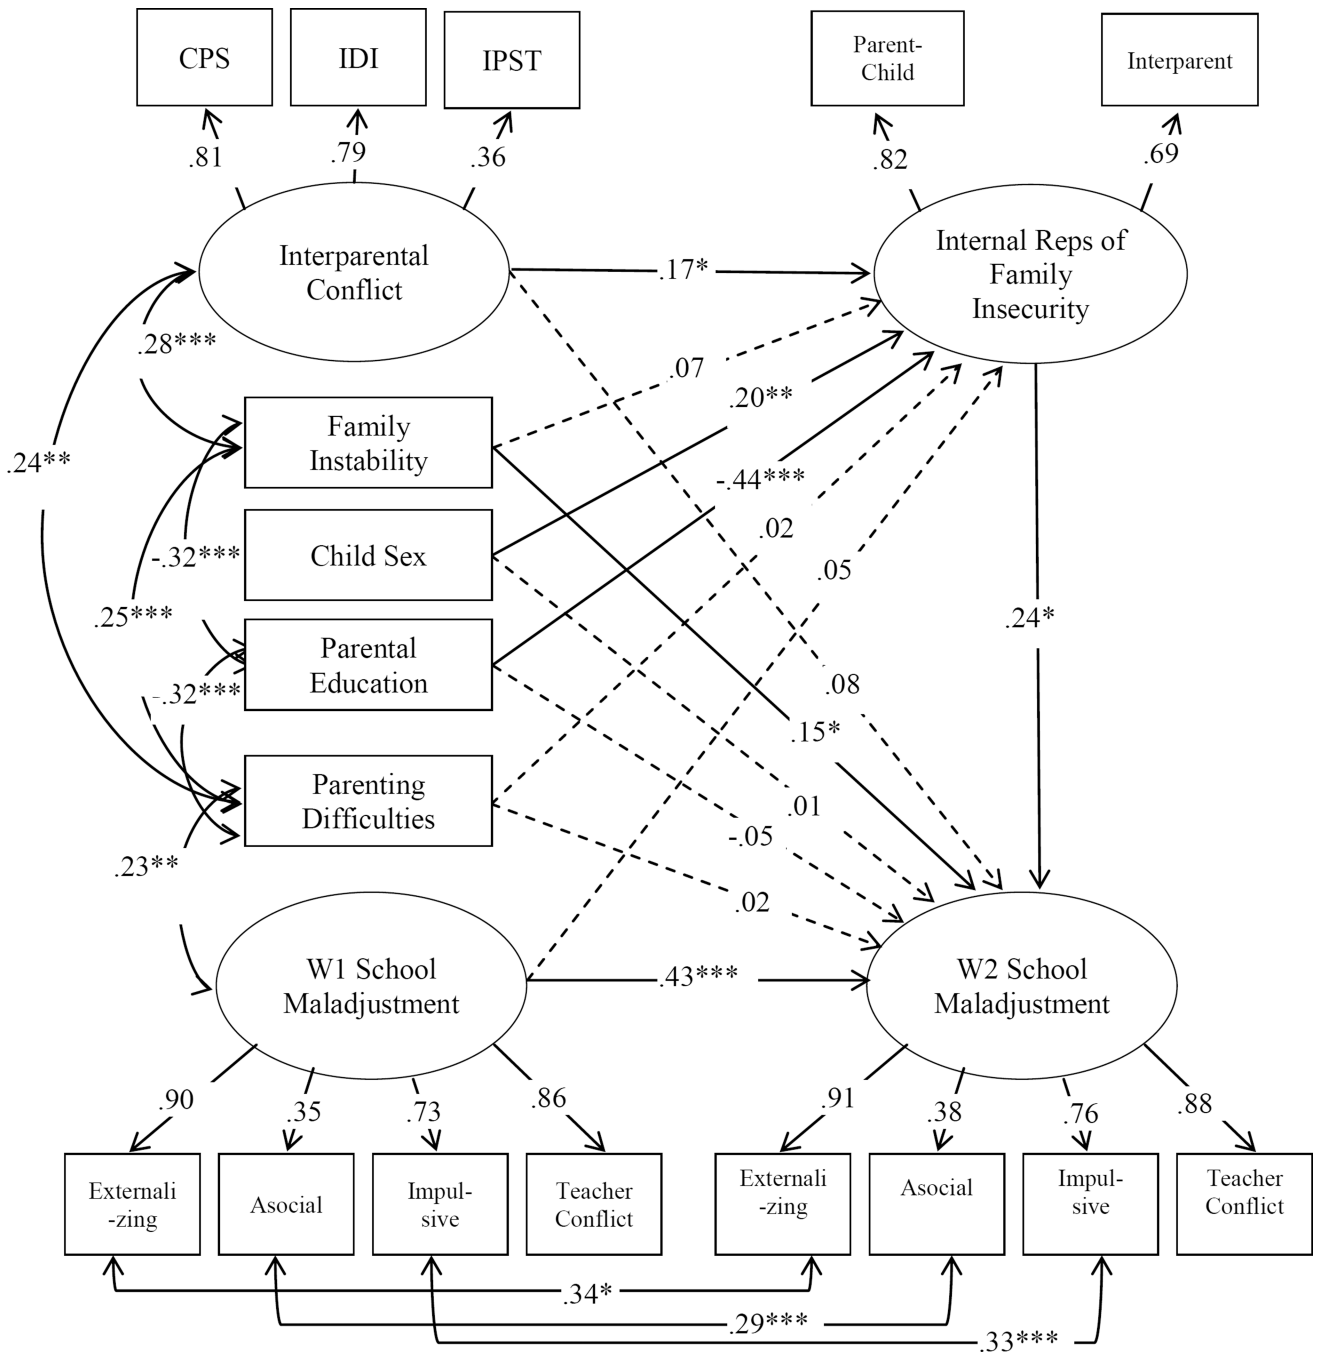 CPS
IDI
IPST
Parent-
Child
Interparent
.81
.79
.36
.82
.69
Interparental
Conflict
Internal Reps of
Family
Insecurity
.17*
.28***
.07
.20**
Family
Instability
.24**
-.44***
.02
Child Sex
-.32***
.05
.25***
.24*
Parental
Education
-.32***
.08
.15*
Parenting
Difficulties
.01
-.05
.23**
.02
W1 School
Maladjustment
.43***
W2 School
Maladjustment
.90
.35
.73
.86
.91
.38
.76
.88
Externali
-zing
Asocial
Impul-
sive
Teacher
Conflict
Externali
-zing
Asocial
Impul-
sive
Teacher
Conflict
.34*
.29***
.33***